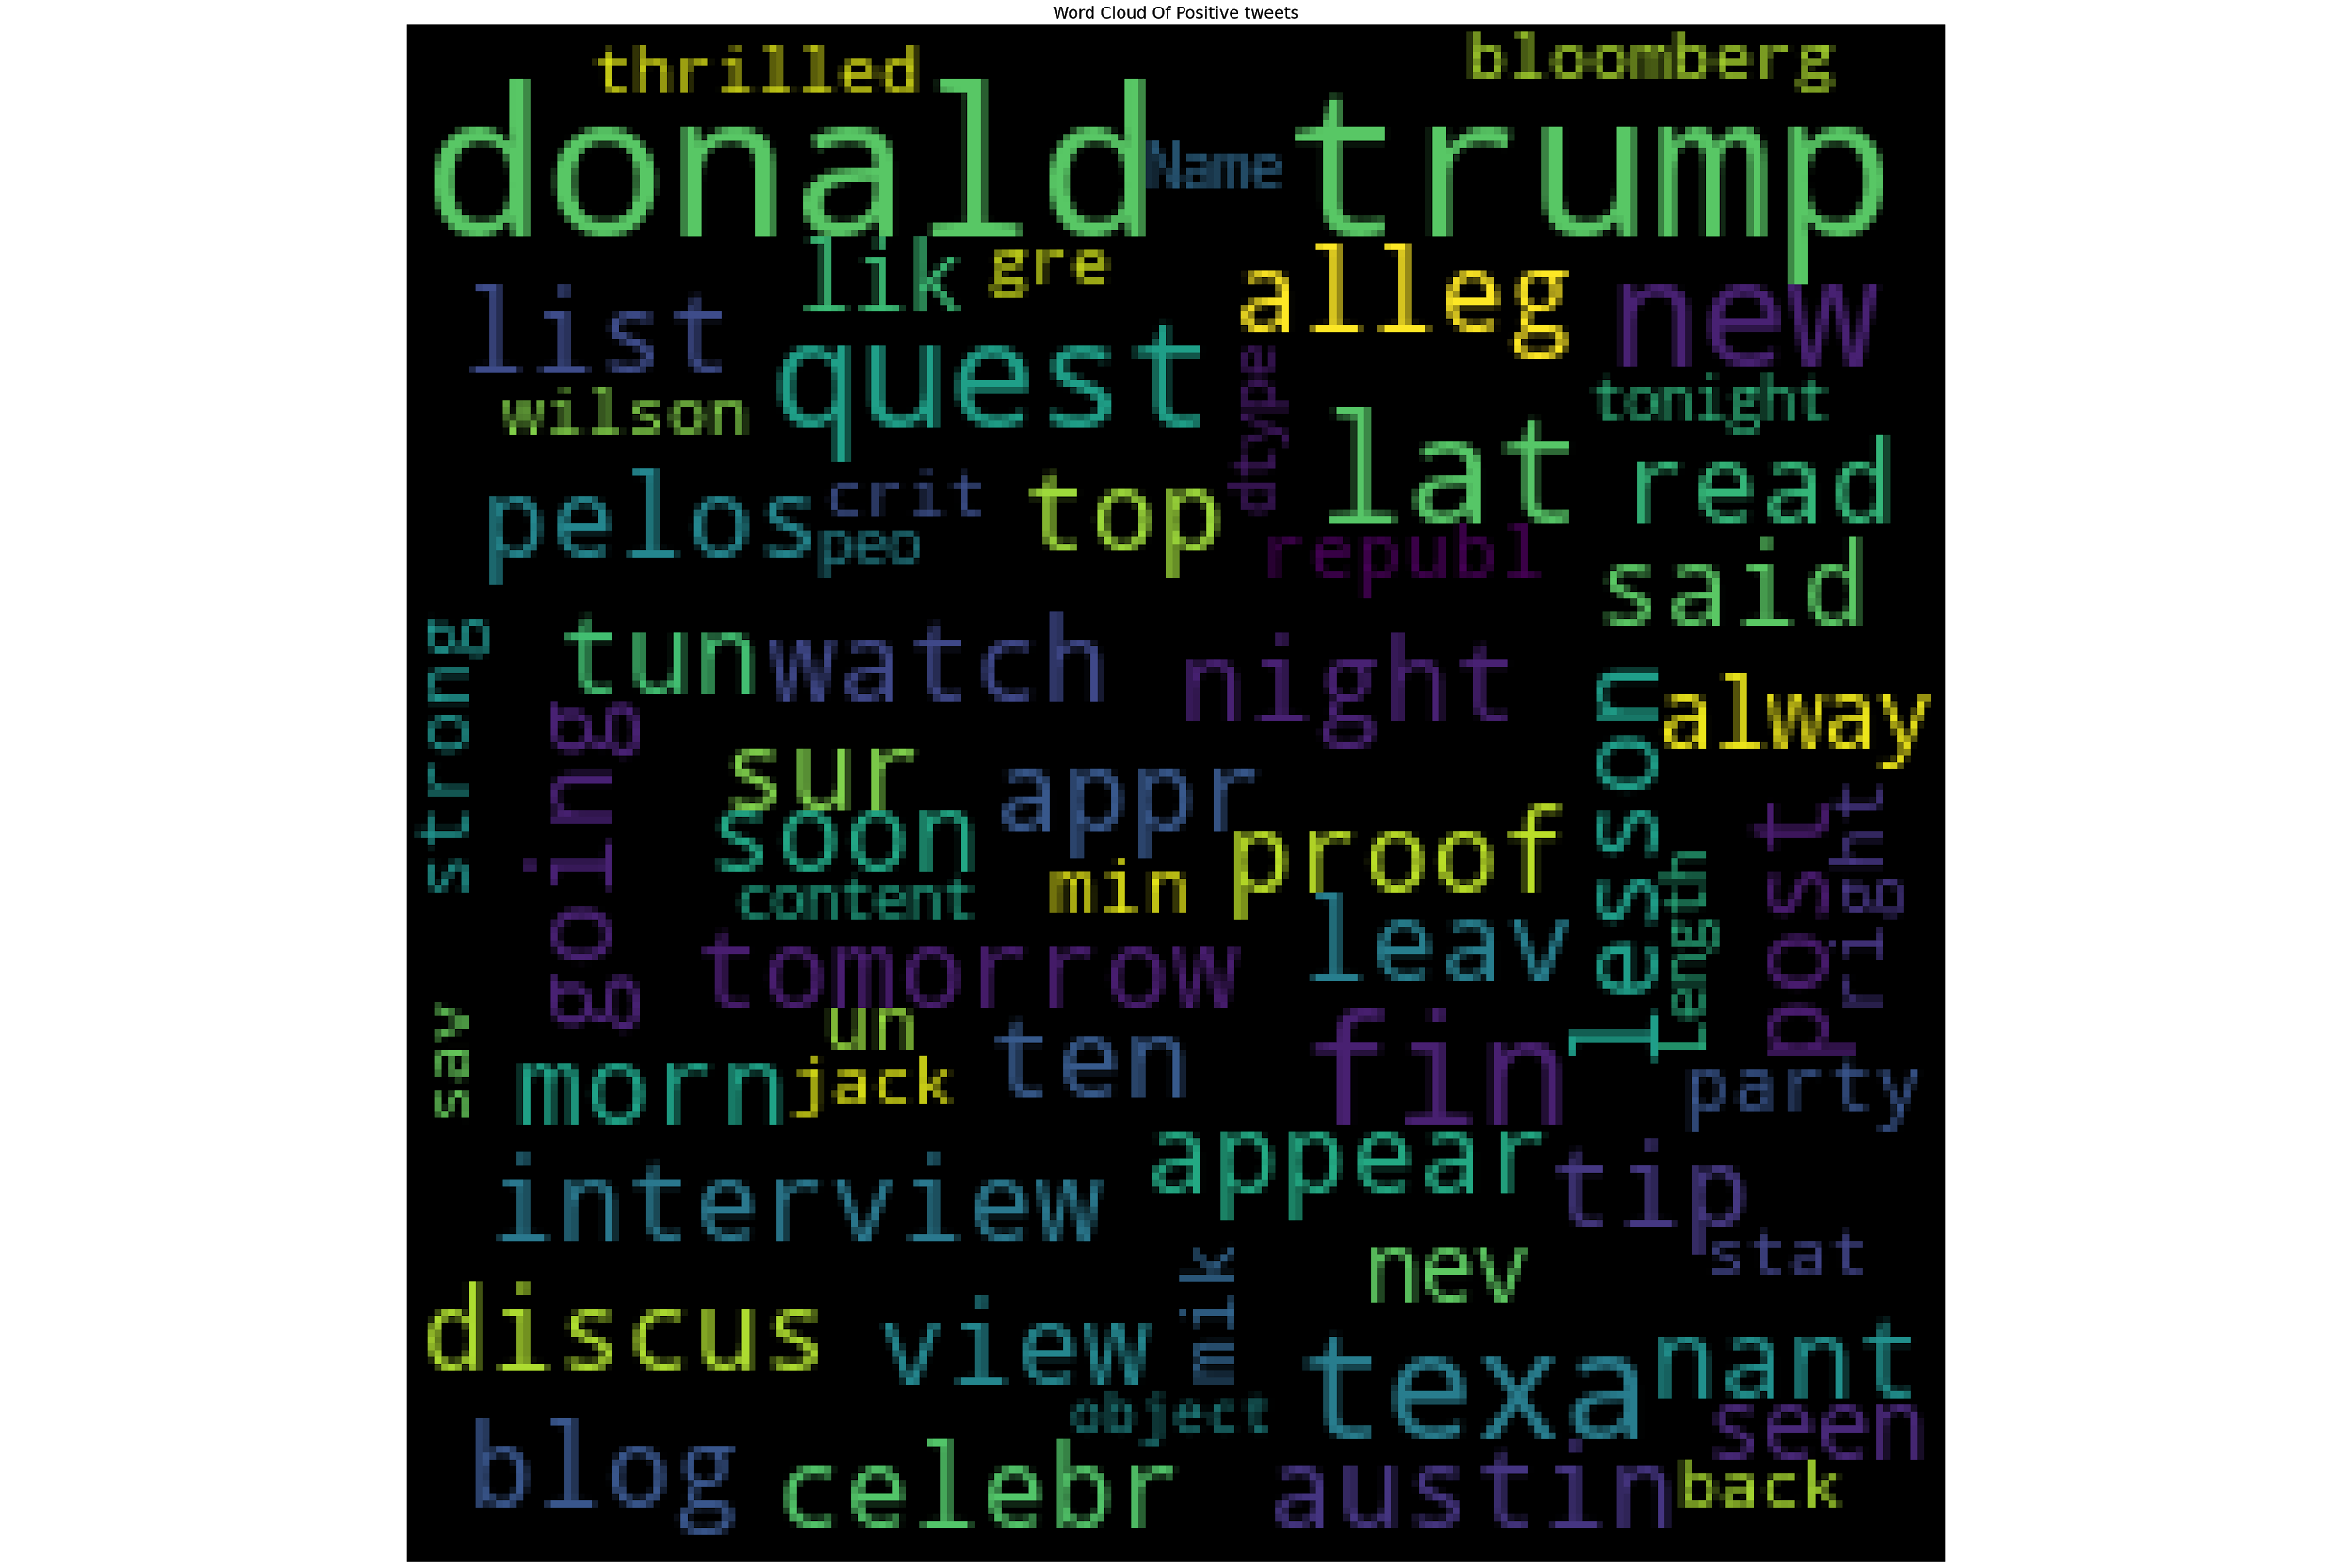 Word Cloud Of Positive tweets
thrilled
bloomberg
donald trump
Name
lik
gre
alleg
new
list
quest
dtype
tonight
wilson
lat
read
pelos
crit
top
peo
republ
said
strong
tun
watch
night
lesson
alway
going
sur
appr
post
right
soon
proof
content
min
Length
leav
tomorrow
sav
un
ten
fin
morn
jack
party
appear
interview
tip
stat
nev
mik
discus
view
texa
nant
object
seen
blog
celebr
austin
back